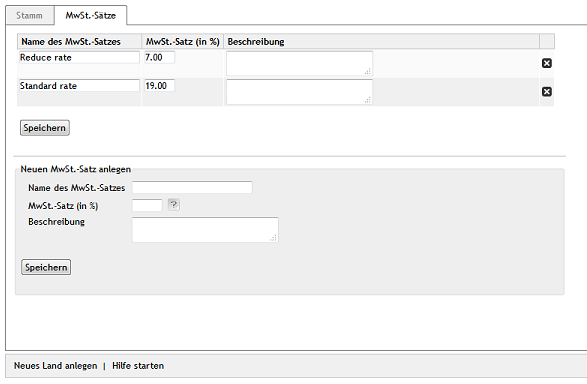 Stamm MwSt.-Sätze
Name des MwSt.-Satzes MwSt.-Satz (in %) Beschreibung
Reduce rate 7.00
Standard rate 19.00
Speichern
Neuen MwSt.-Satz anlegen
Name des MwSt.-Satzes
MwSt.-Satz (in %) ?
Beschreibung
Speichern
Neues Land anlegen | Hilfe starten